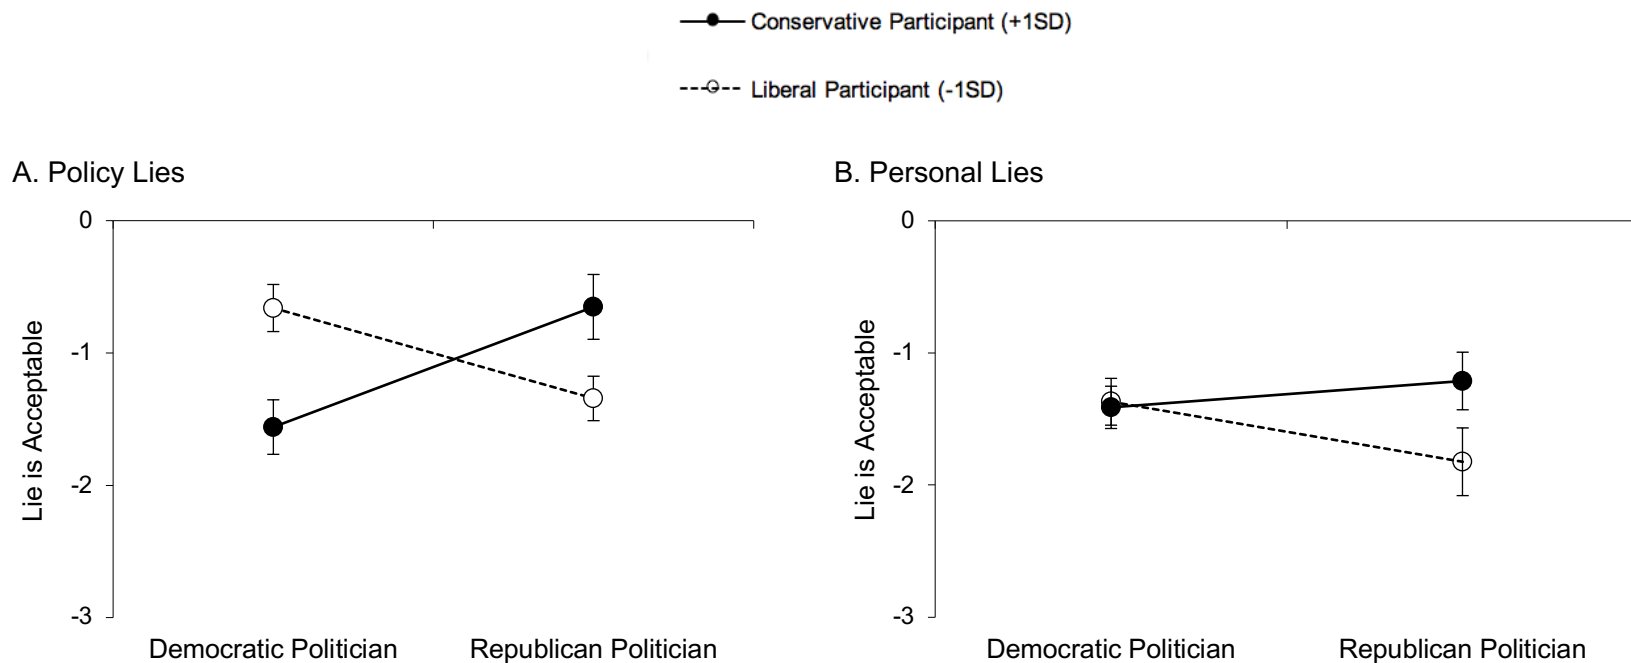 Conservative Participant (+1SD)
Liberal Participant (-1SD)
A. Policy Lies
0
-1
-2
-3
Lie is Acceptable
Democratic Politician
Republican Politician
B. Personal Lies
0
-1
-2
-3
Lie is Acceptable
Democratic Politician
Republican Politician